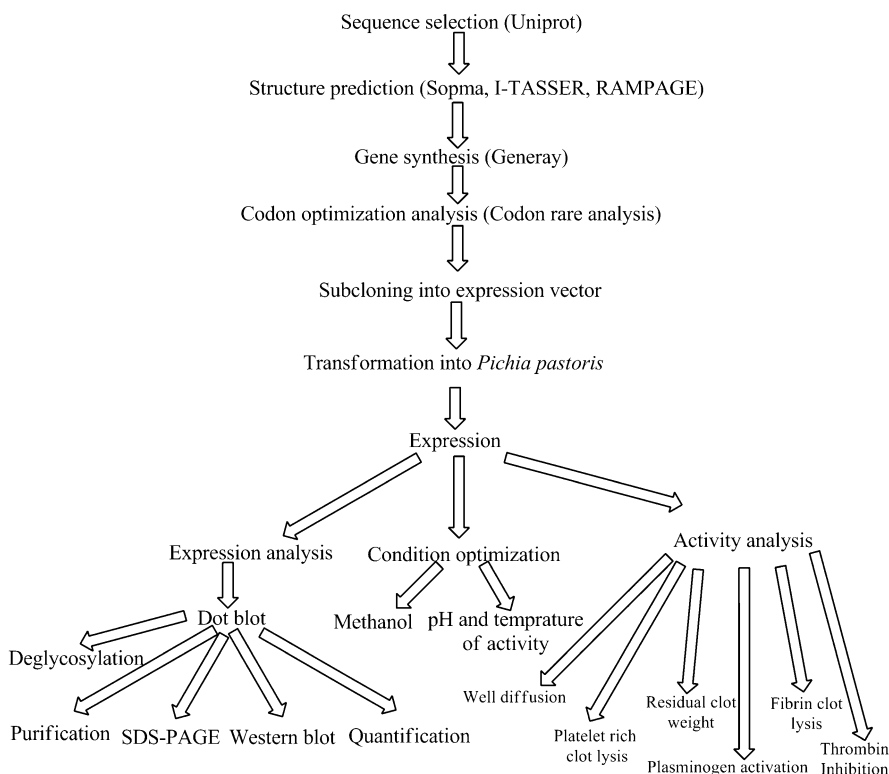 Sequence selection (Uniprot)
Structure prediction (Sopma, I-TASSER, RAMPAGE)
Gene synthesis (Generay)
Codon optimization analysis (Codon rare analysis)
Subcloning into expression vector
Transformation into Pichia pastoris
Expression
Expression analysis
Condition optimization
Activity analysis
Dot blot
Methanol
pH and temprature
of activity
Deglycosylation
Purification
SDS-PAGE
Western blot
Quantification
Well diffusion
Platelet rich
clot lysis
Residual clot
weight
Plasminogen activation
Fibrin clot
lysis
Thrombin
Inhibition